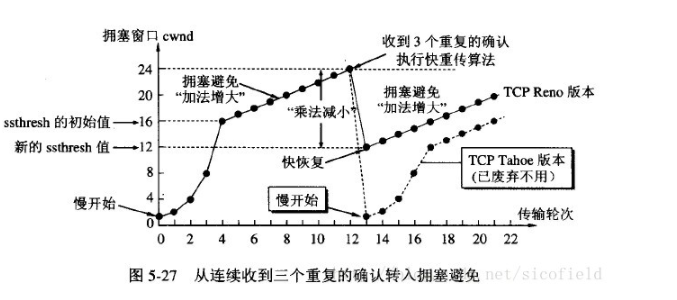 拥塞窗口 cwnd
收到 3 个重复的确认
执行快重传算法
24
20
16
12
8
4
0
拥塞避免
“加法增大”
“乘法减小”
拥塞避免
“加法增大”
TCP Reno 版本
ssthresh 的初始值
新的 ssthresh 值
快恢复
TCP Tahoe 版本
(已废弃不用)
慢开始
慢开始
传输轮次
0 2 4 6 8 10 12 14 16 18 20 22
图 5-27 从连续收到三个重复的确认转入拥塞避免
net/sicofield